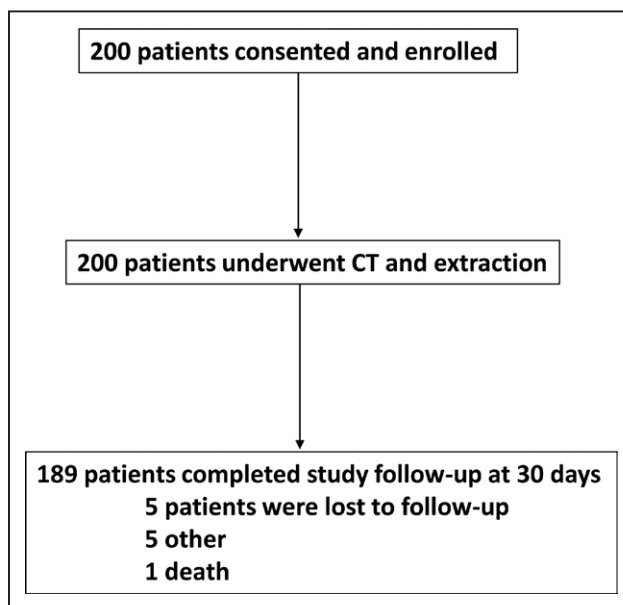 200 patients consented and enrolled
200 patients underwent CT and extraction
189 patients completed study follow-up at 30 days
5 patients were lost to follow-up
5 other
1 death